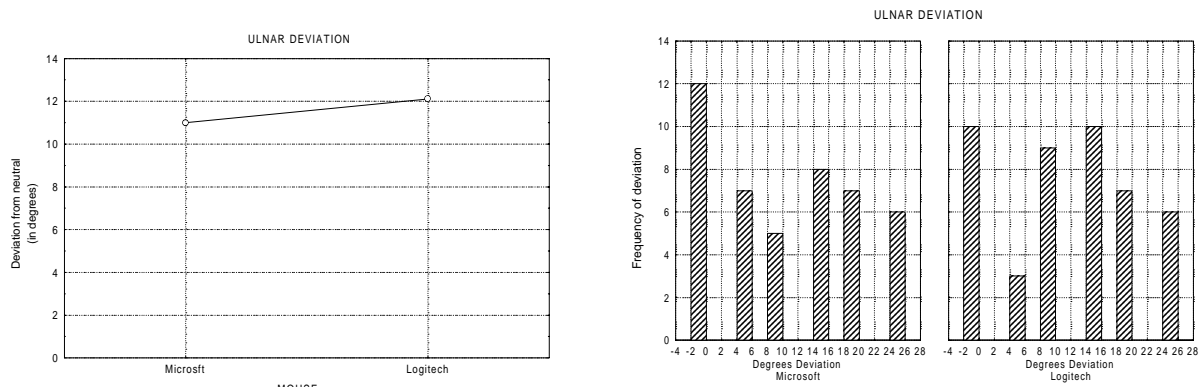 ULNAR DEVIATION
14
12
10
8
6
4
2
0
Deviation from neutral
(in degrees)
Microsft Logitech
MOUSE
ULNAR DEVIATION
14
12
10
8
6
4
2
0
Frequency of deviation
-4 -2 0 2 4 6 8 10 12 14 16 18 20 22 24 26 28
Degrees Deviation
Microsoft
-4 -2 0 2 4 6 8 10 12 14 16 18 20 22 24 26 28
Degrees Deviation
Logitech